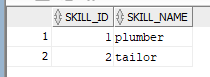 SKILL_ID SKILL_NAME
1 1 plumber
2 2 tailor